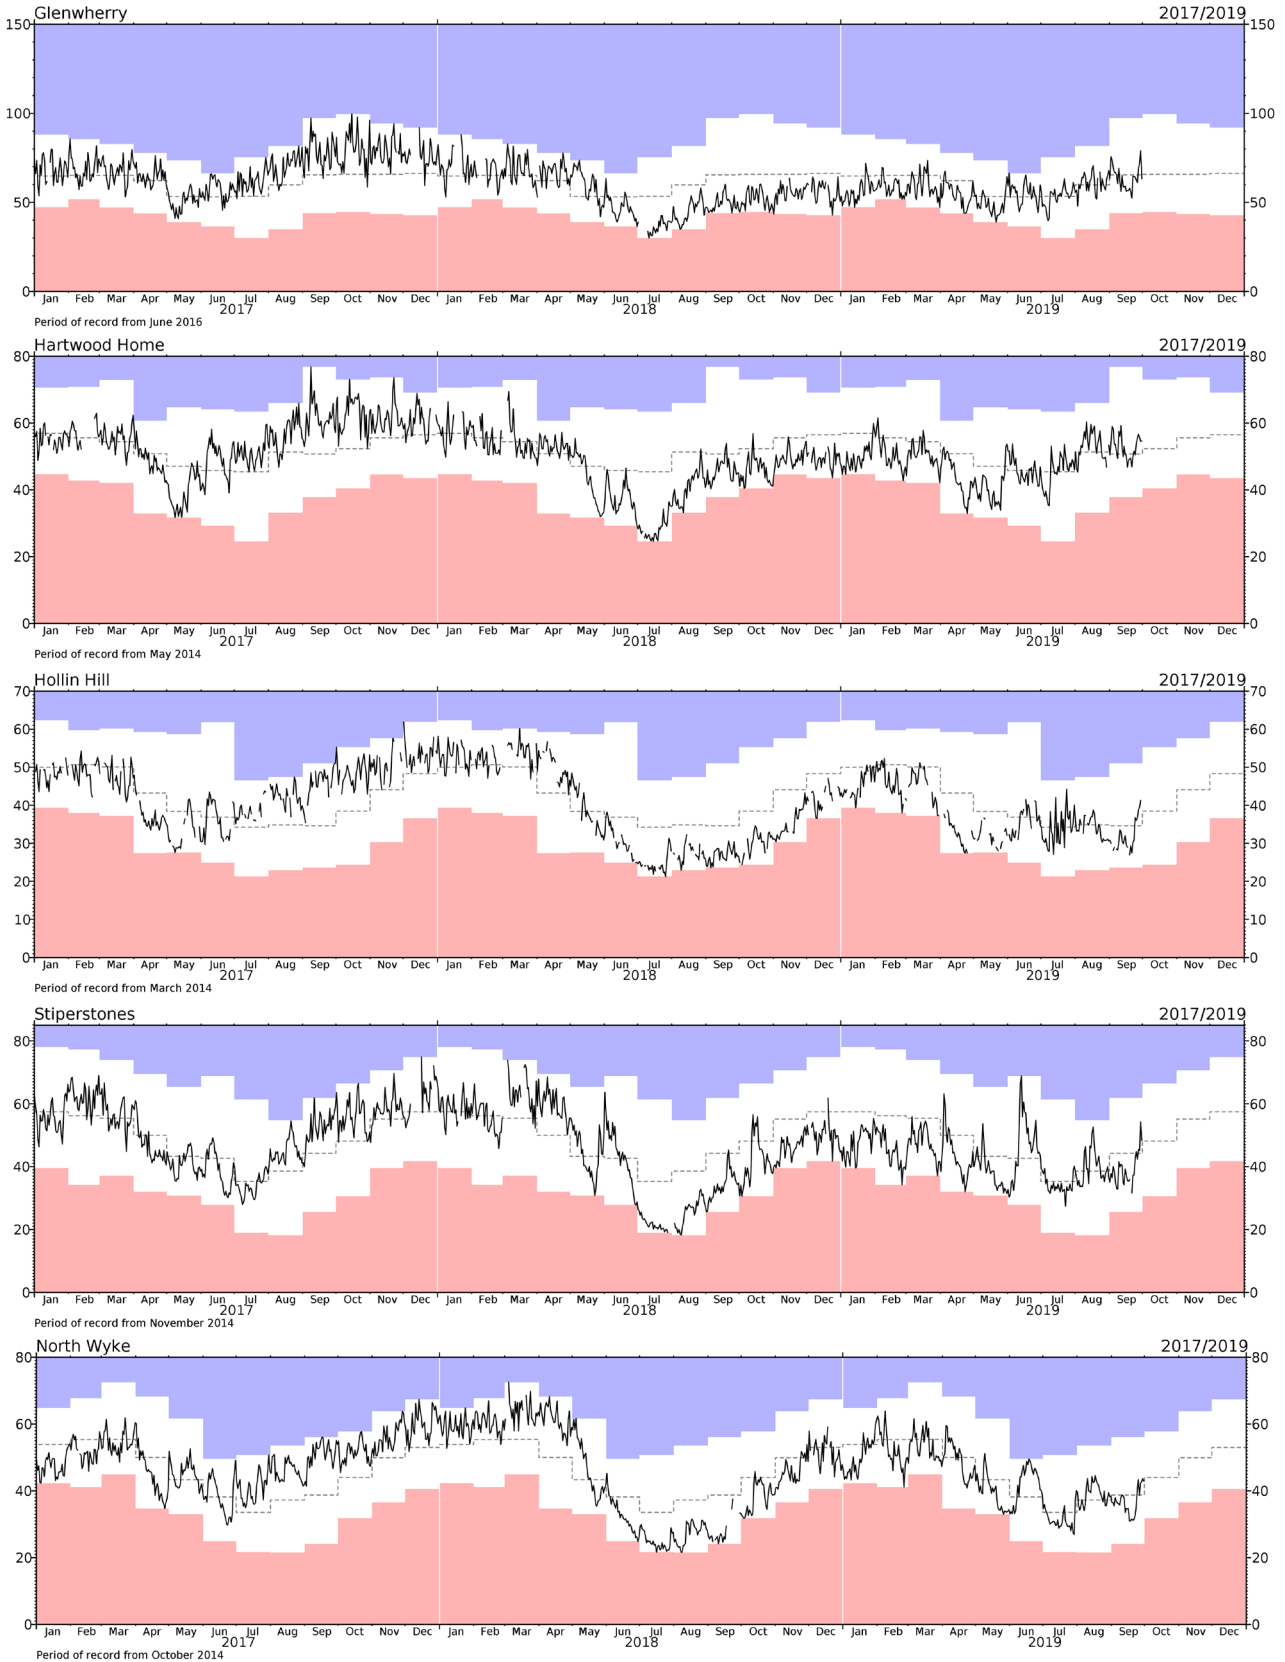 Glenwherry 2017/2019
150 150
100 100
50 50
0 0
Jan Feb Mar Apr May Jun Jul Aug Sep Oct Nov Dec Jan Feb Mar Apr May Jun Jul Aug Sep Oct Nov Dec Jan Feb Mar Apr May Jun Jul Aug Sep Oct Nov Dec
2017 2018 2019
Period of record from June 2016
Hartwood Home 2017/2019
80 80
60 60
40 40
20 20
0 0
Jan Feb Mar Apr May Jun Jul Aug Sep Oct Nov Dec Jan Feb Mar Apr May Jun Jul Aug Sep Oct Nov Dec Jan Feb Mar Apr May Jun Jul Aug Sep Oct Nov Dec
2017 2018 2019
Period of record from May 2014
Hollin Hill 2017/2019
70 70
60 60
50 50
40 40
30 30
20 20
10 10
0 0
Jan Feb Mar Apr May Jun Jul Aug Sep Oct Nov Dec Jan Feb Mar Apr May Jun Jul Aug Sep Oct Nov Dec Jan Feb Mar Apr May Jun Jul Aug Sep Oct Nov Dec
2017 2018 2019
Period of record from March 2014
Stiperstones 2017/2019
80 80
60 60
40 40
20 20
0 0
Jan Feb Mar Apr May Jun Jul Aug Sep Oct Nov Dec Jan Feb Mar Apr May Jun Jul Aug Sep Oct Nov Dec Jan Feb Mar Apr May Jun Jul Aug Sep Oct Nov Dec
2017 2018 2019
Period of record from November 2014
North Wyke 2017/2019
80 80
60 60
40 40
20 20
0 0
Jan Feb Mar Apr May Jun Jul Aug Sep Oct Nov Dec Jan Feb Mar Apr May Jun Jul Aug Sep Oct Nov Dec Jan Feb Mar Apr May Jun Jul Aug Sep Oct Nov Dec
2017 2018 2019
Period of record from October 2014